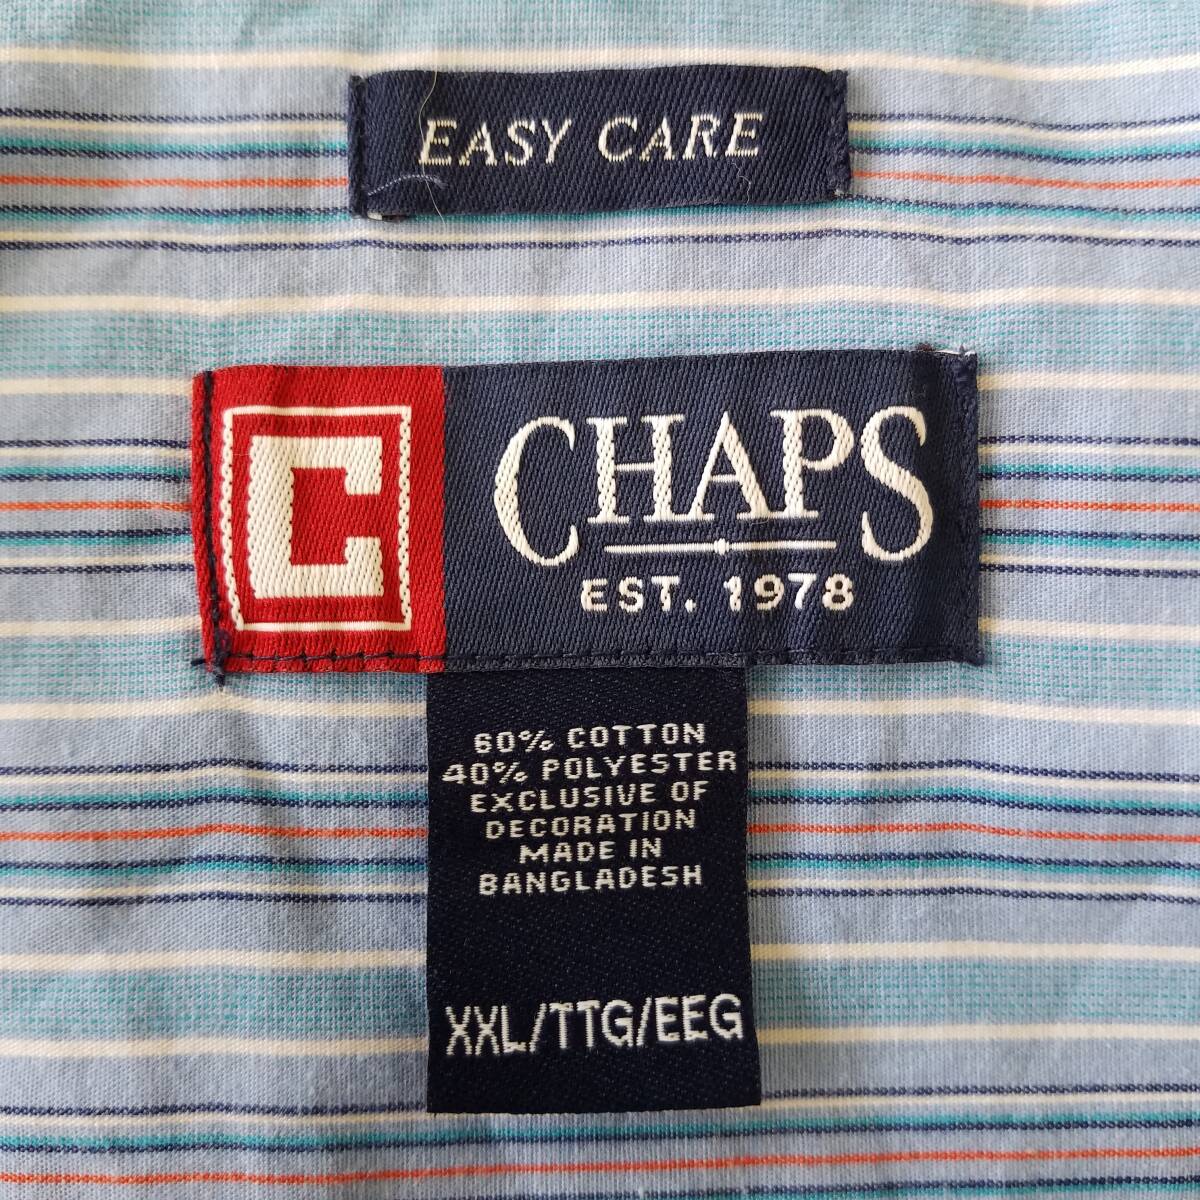 EASY CARE
C
CHAPS
EST. 1978
60% COTTON
40% POLYESTER
EXCLUSIVE OF
DECORATION
MADE IN
BANGLADESH
XXL/TTG/EEG